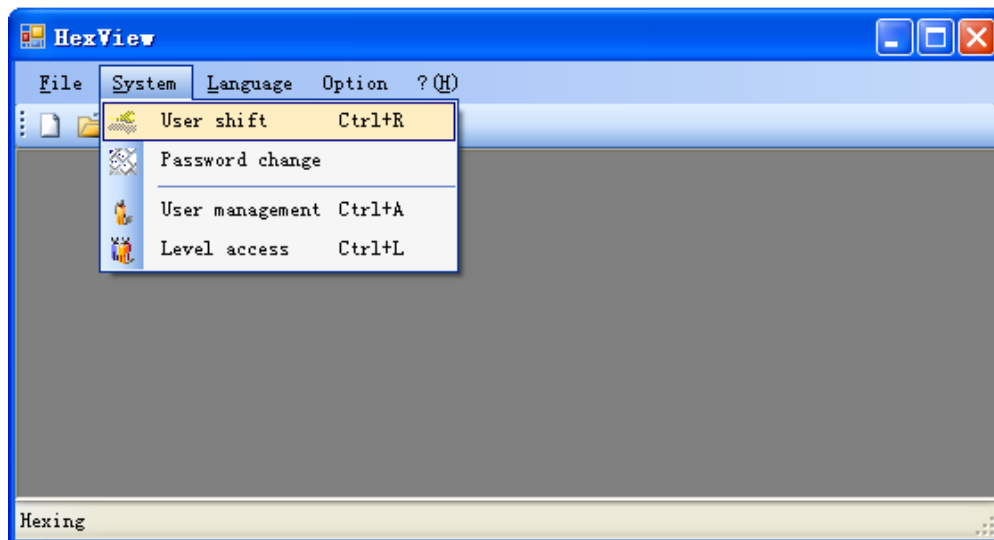 HexView
File System Language Option ?(H)
User shift Ctrl+R
Password change
User management Ctrl+A
Level access Ctrl+L
Hexing